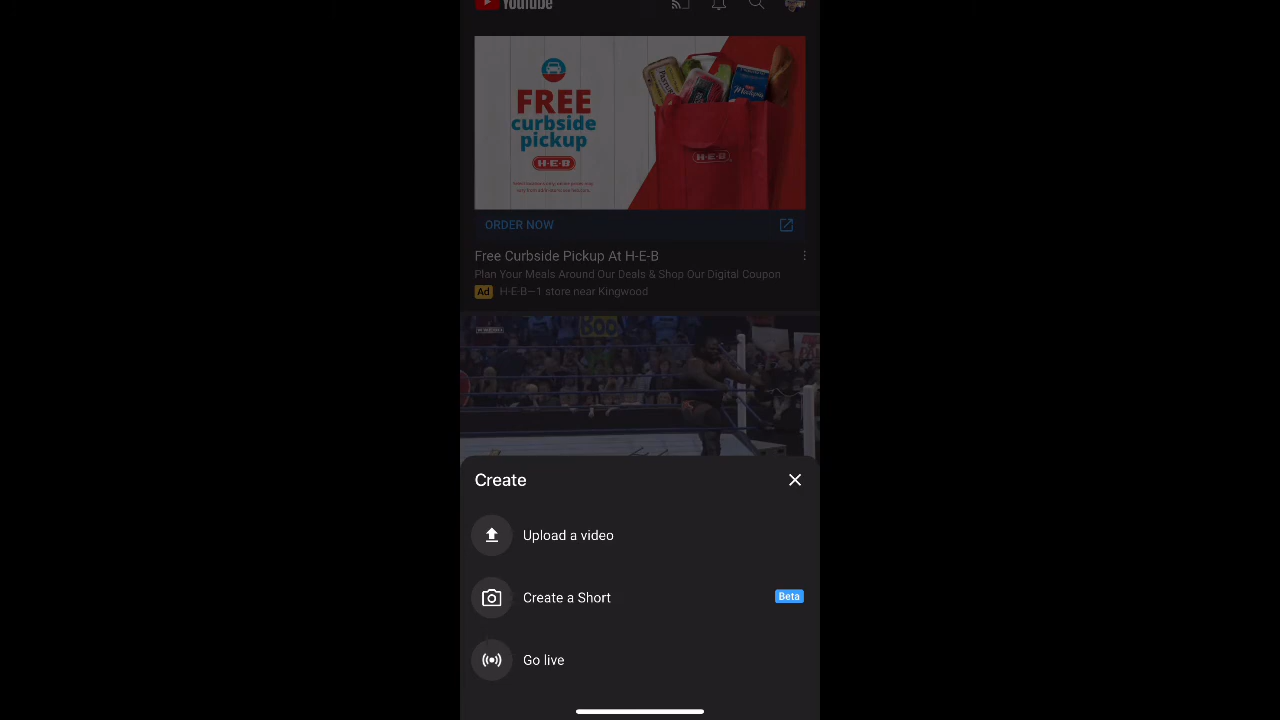 YouTube
FREE
curbside
pickup
H-E-B
H-E-B
ORDER NOW
Free Curbside Pickup At H-E-B
Plan Your Meals Around Our Deals & Shop Our Digital Coupon
Ad H-E-B—1 store near Kingwood
Create
Upload a video
Create a Short Beta
Go live